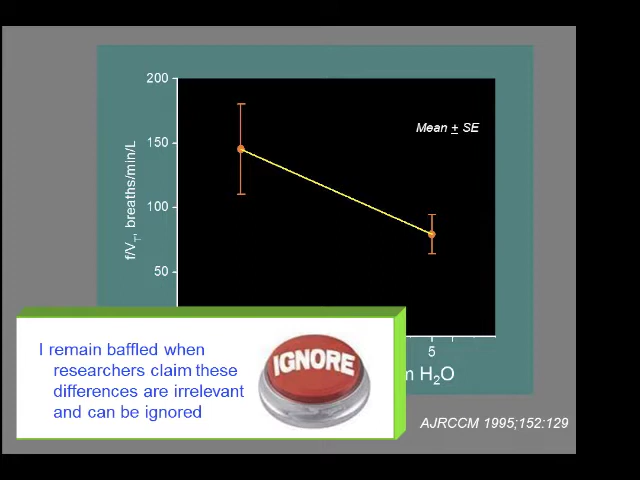 200
150
100
50
f/VT, breaths/min/L
Mean ± SE
5
m H2O
I remain baffled when
researchers claim these
differences are irrelevant
and can be ignored
IGNORE
AJRCCM 1995;152:129